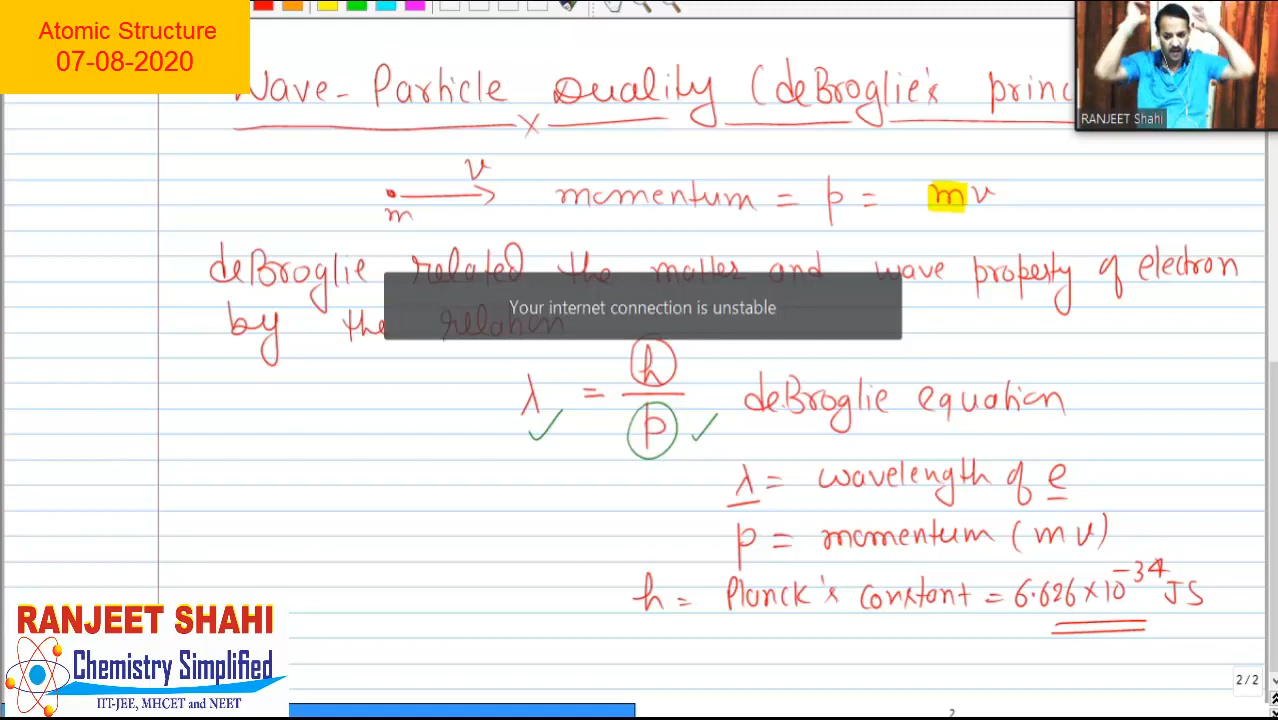 Atomic Structure
07-08-2020
Wave-Particle Duality (deBroglie's princ
RANJEET SHAHI
v
m
momentum = p = mv
deBroglie related the matter and wave property of electron
by the relation
Your internet connection is unstable
λ = h/p deBroglie equation
λ = wavelength of e
p = momentum (mv)
h = Planck's constant = 6.626×10⁻³⁴ JS
RANJEET SHAHI
Chemistry Simplified
IIT-JEE, MHCET and NEET
2/2
2